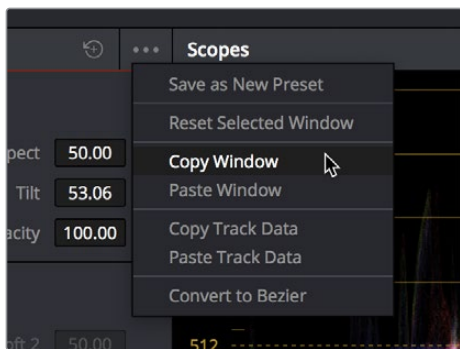 Scopes
Save as New Preset
Reset Selected Window
Copy Window
Paste Window
Copy Track Data
Paste Track Data
Convert to Bezier
pect 50.00
Tilt 53.06
acity 100.00
oft 2 50.00
512